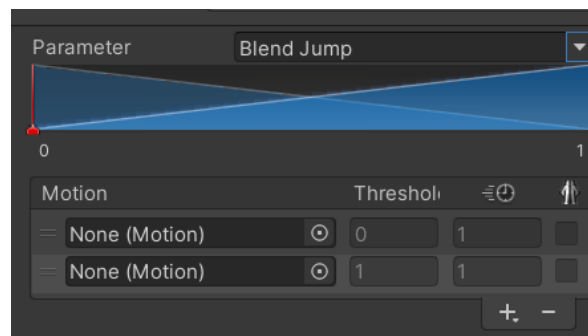 Parameter Blend Jump
0 1
Motion Threshol
None (Motion) 0 1
None (Motion) 1 1